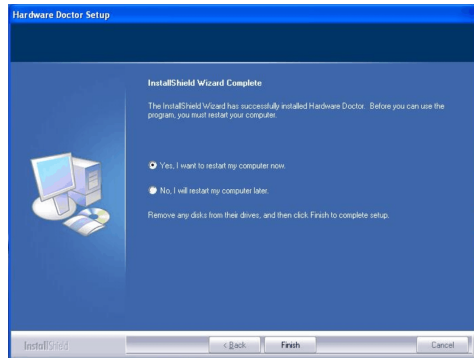 Hardware Doctor Setup
InstallShield Wizard Complete
The InstallShield Wizard has successfully installed Hardware Doctor. Before you can use the
program, you must restart your computer.
Yes, I want to restart my computer now.
No, I will restart my computer later.
Remove any disks from their drives, and then click Finish to complete setup.
InstallShield
< Back
Finish
Cancel